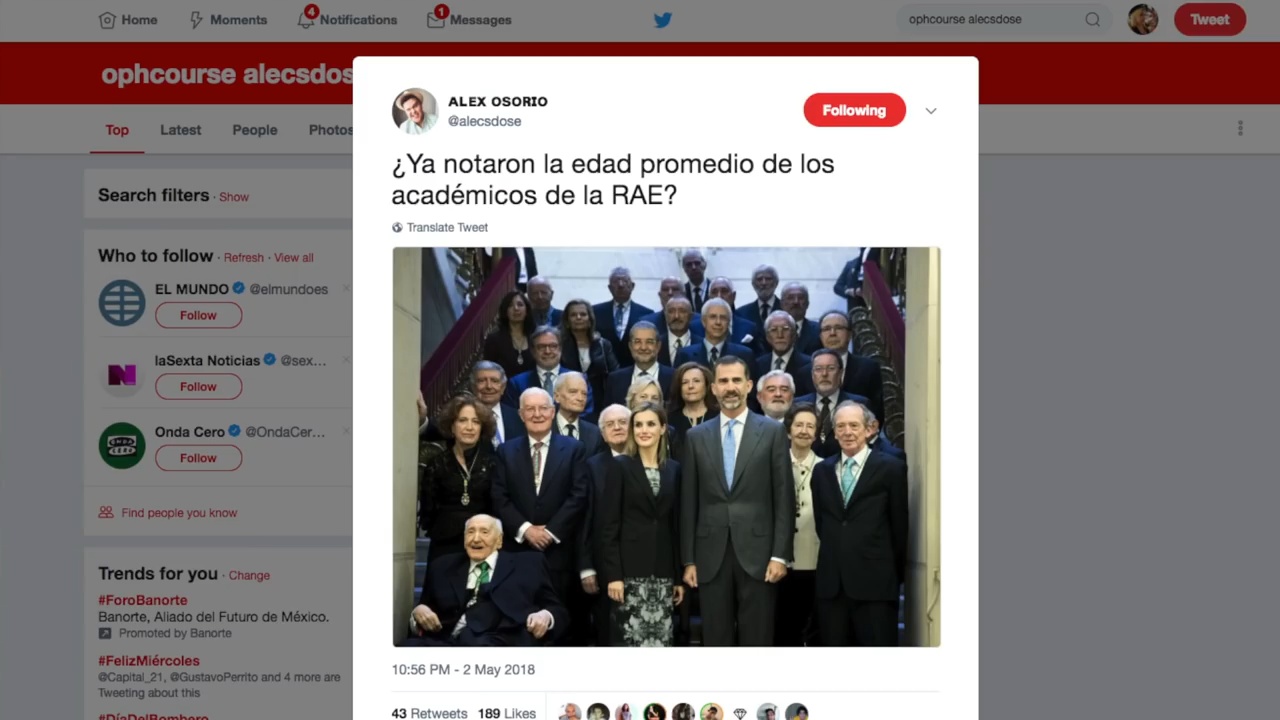 Home
Moments
4
Notifications
1
Messages
ophcourse alecsdose
Tweet
ophcourse alecsdos
Top
Latest
People
Photos
Search filters · Show
Who to follow · Refresh · View all
EL MUNDO @elmundoes
Follow
laSexta Noticias @sex...
Follow
Onda Cero @OndaCer...
Follow
Find people you know
Trends for you · Change
#ForoBanorte
Banorte, Aliado del Futuro de México.
Promoted by Banorte
#FelizMiércoles
@Capital_21, @GustavoPerrito and 4 more are
Tweeting about this
#DíaDelBombero
ALEX OSORIO
@alecsdose
Following
¿Ya notaron la edad promedio de los
académicos de la RAE?
Translate Tweet
10:56 PM - 2 May 2018
43 Retweets 189 Likes